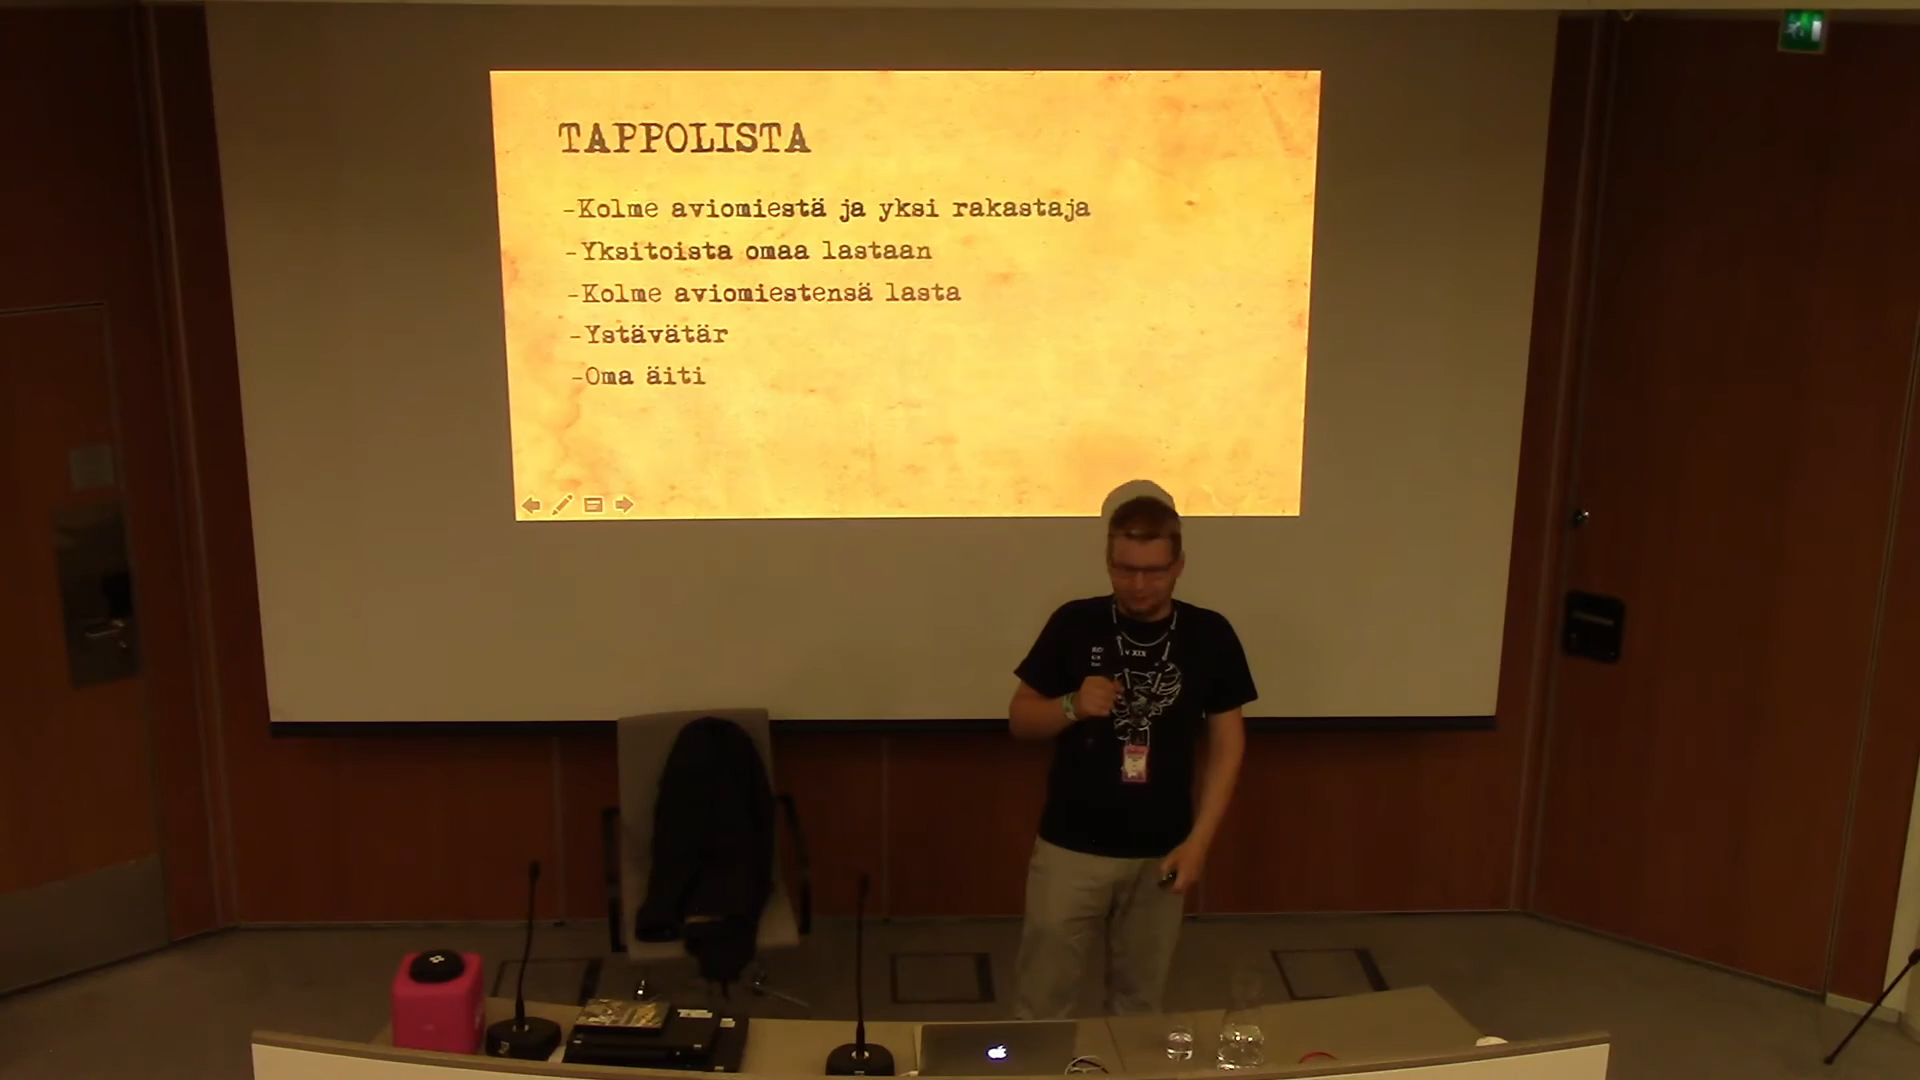 TAPPOLISTA
-Kolme aviomiestä ja yksi rakastaja
-Yksitoista omaa lastaan
-Kolme aviomiestensä lasta
-Ystävätär
-Oma äiti